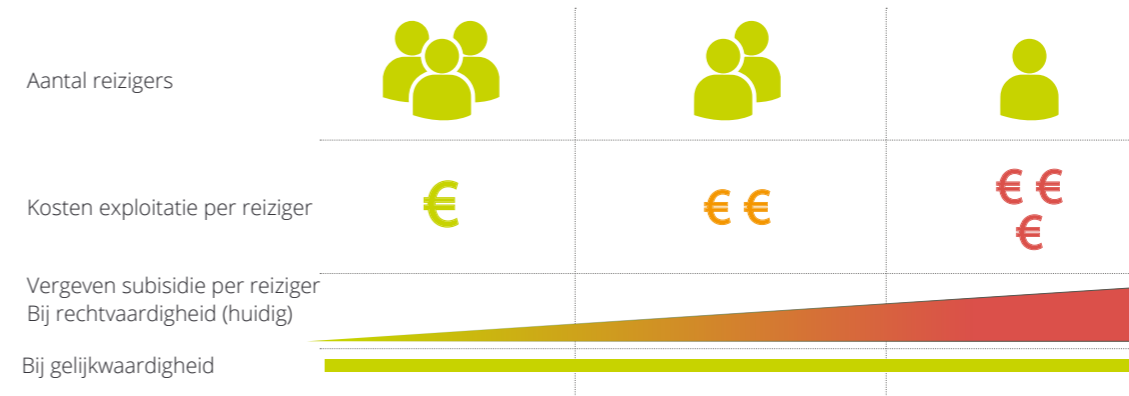 Aantal reizigers
Kosten exploitatie per reiziger
€
€ €
€ €
€
Vergeven subisidie per reiziger
Bij rechtvaardigheid (huidig)
Bij gelijkwaardigheid